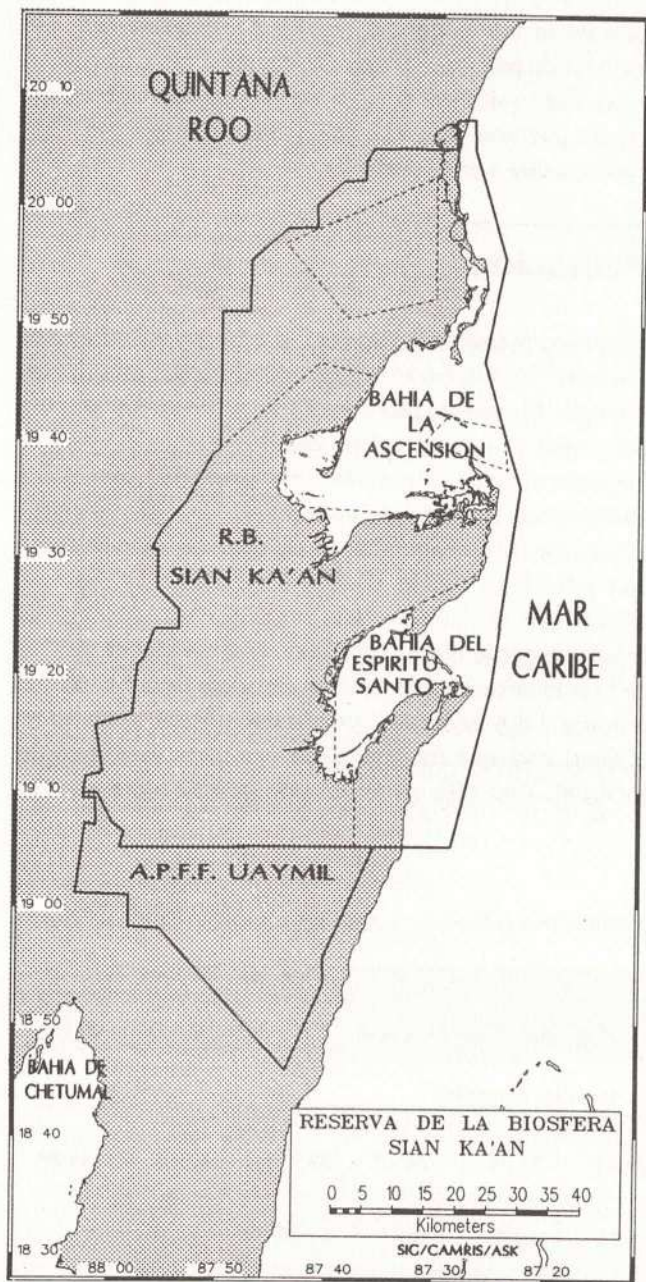 QUINTANA
ROO
20 10
20 00
19 50
19 40
19 30
19 20
19 10
19 00
18 50
18 40
18 30
BAHIA DE
LA
ASCENSION
R.B.
SIAN KA'AN
MAR
CARIBE
BAHIA DEL
ESPIRITU
SANTO
A.P.F.F. UAYMIL
BAHIA DE
CHETUMAL
RESERVA DE LA BIOSFERA
SIAN KA'AN
0 5 10 15 20 25 30 35 40
Kilometers
SIG/CAMRIS/ASK
88 00 87 50 87 40 87 30 87 20